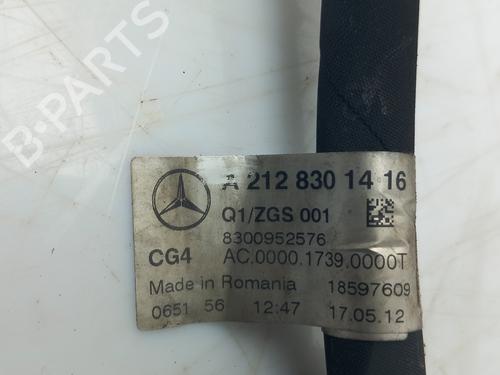 B-PARTS
A 212 830 14 16
Q1/ZGS 001
8300952576
CG4 AC.0000.1739.0000T
Made in Romania 18597609
0651 56 12:47 17.05.12